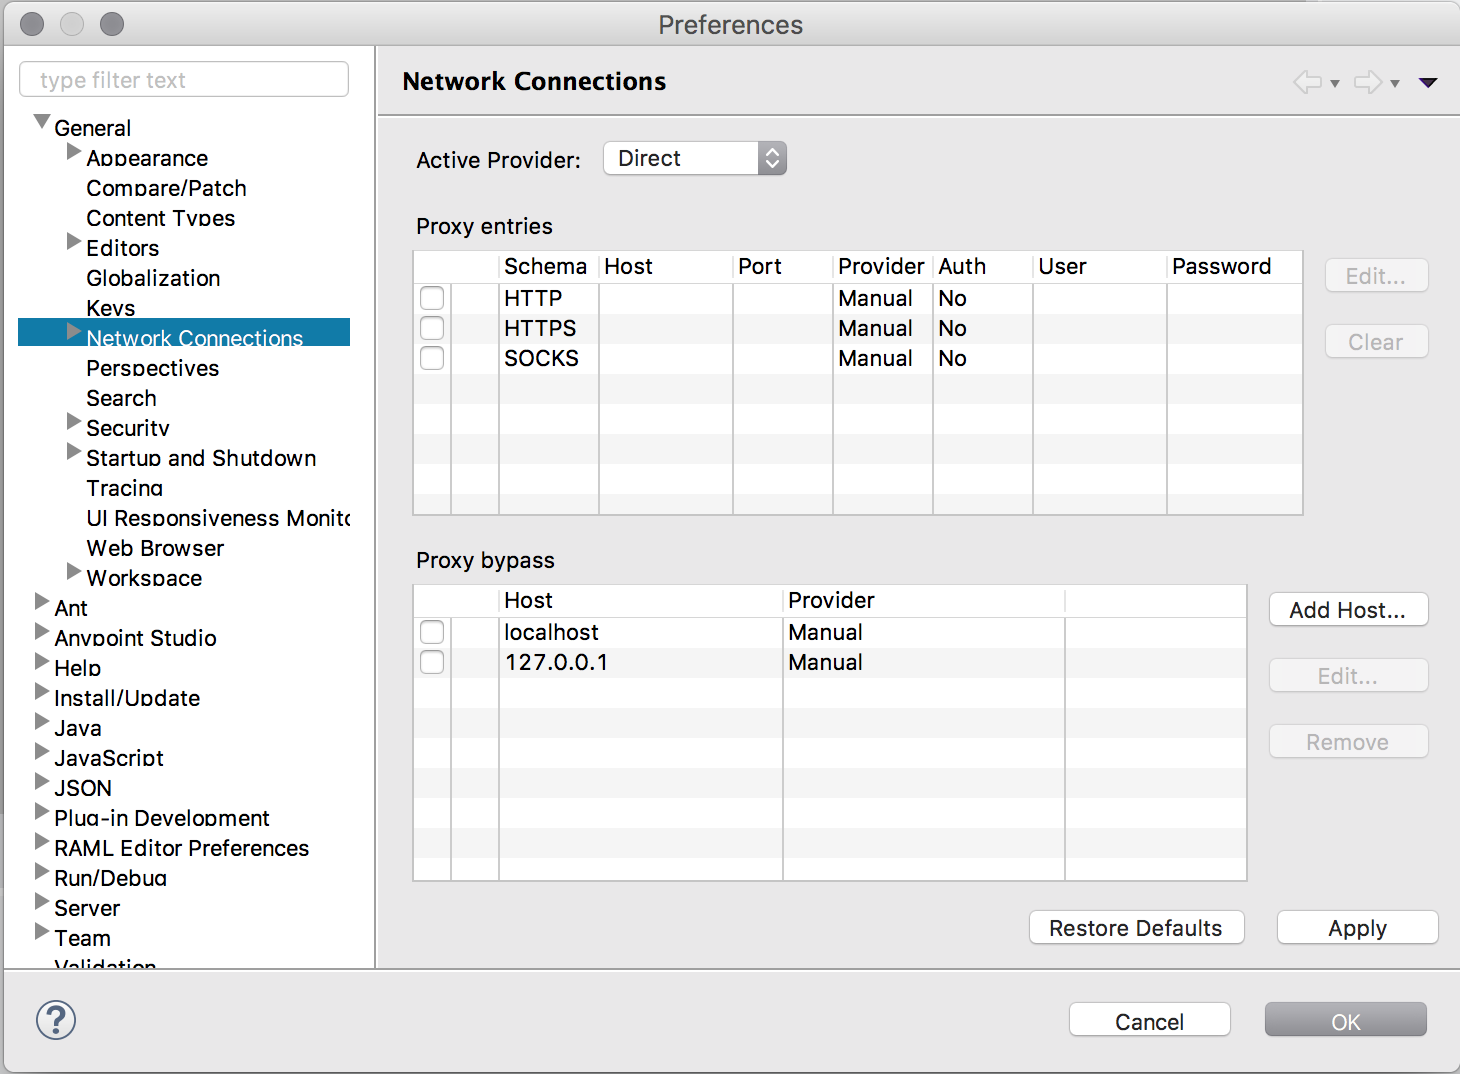 Preferences
type filter text
General
Appearance
Compare/Patch
Content Types
Editors
Globalization
Keys
Network Connections
Perspectives
Search
Security
Startup and Shutdown
Tracing
UI Responsiveness Monito
Web Browser
Workspace
Ant
Anypoint Studio
Help
Install/Update
Java
JavaScript
JSON
Plug-in Development
RAML Editor Preferences
Run/Debug
Server
Team
Validation
Network Connections
Active Provider: Direct
Proxy entries
Schema Host Port Provider Auth User Password
HTTP Manual No
HTTPS Manual No
SOCKS Manual No
Edit...
Clear
Proxy bypass
Host Provider
localhost Manual
127.0.0.1 Manual
Add Host...
Edit...
Remove
Restore Defaults Apply
? Cancel OK